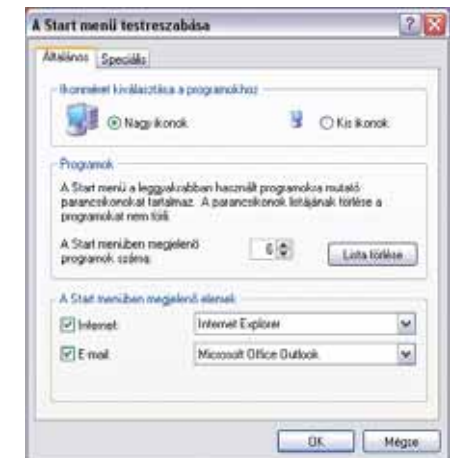 A Start menü testreszabása
Általános Speciális
Ikonméret kiválasztása a programokhoz
Nagy ikonok Kis ikonok
Programok
A Start menü a leggyakrabban használt programokra mutató
parancsikonokat tartalmaz. A parancsikonok listájának törlése a
programokat nem törli.
A Start menüben megjelenő
programok száma:
6
Lista törlése
A Start menüben megjelenő elemek
Internet: Internet Explorer
E-mail: Microsoft Office Outlook
OK Mégse